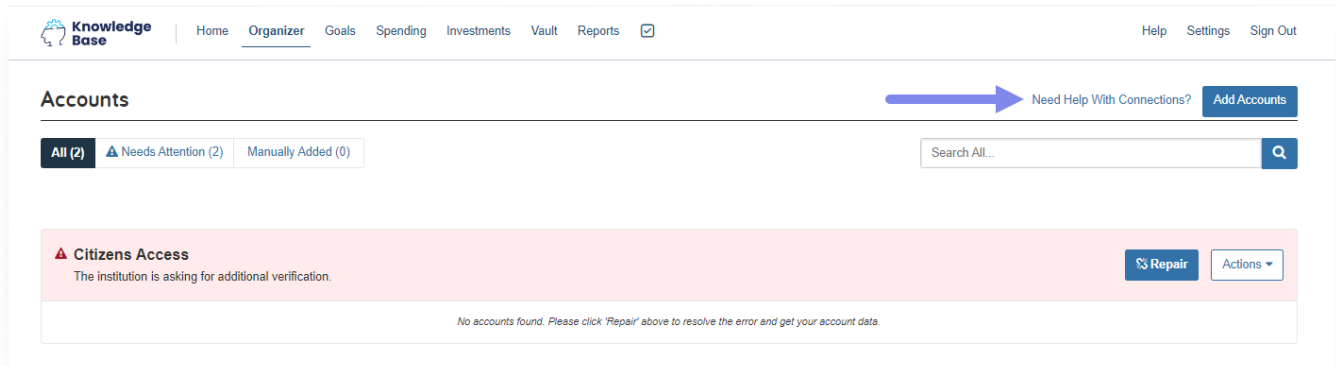 Knowledge
Base
Home Organizer Goals Spending Investments Vault Reports
Help Settings Sign Out
Accounts
Need Help With Connections? Add Accounts
All (2) Needs Attention (2) Manually Added (0)
Search All...
Citizens Access
The institution is asking for additional verification.
Repair Actions
No accounts found. Please click 'Repair' above to resolve the error and get your account data.